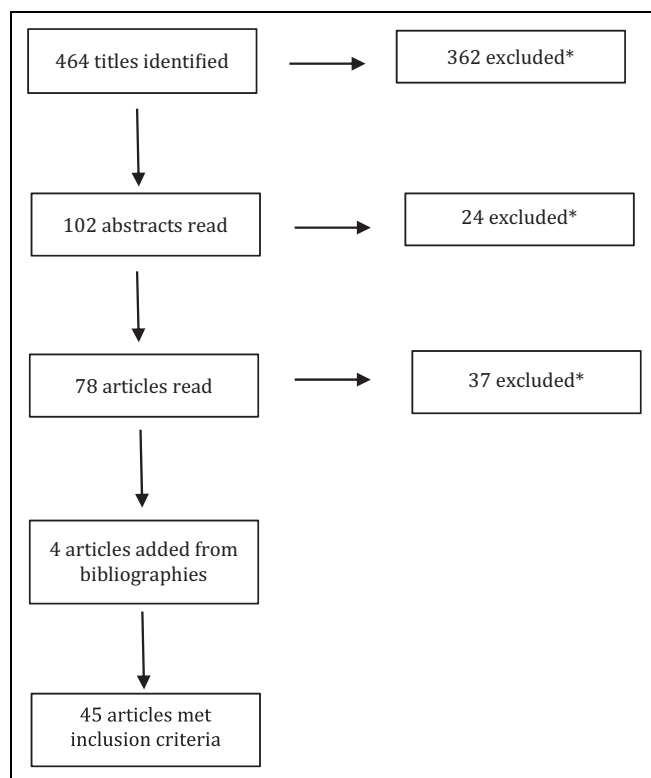 464 titles identified
362 excluded*
102 abstracts read
24 excluded*
78 articles read
37 excluded*
4 articles added from
bibliographies
45 articles met
inclusion criteria